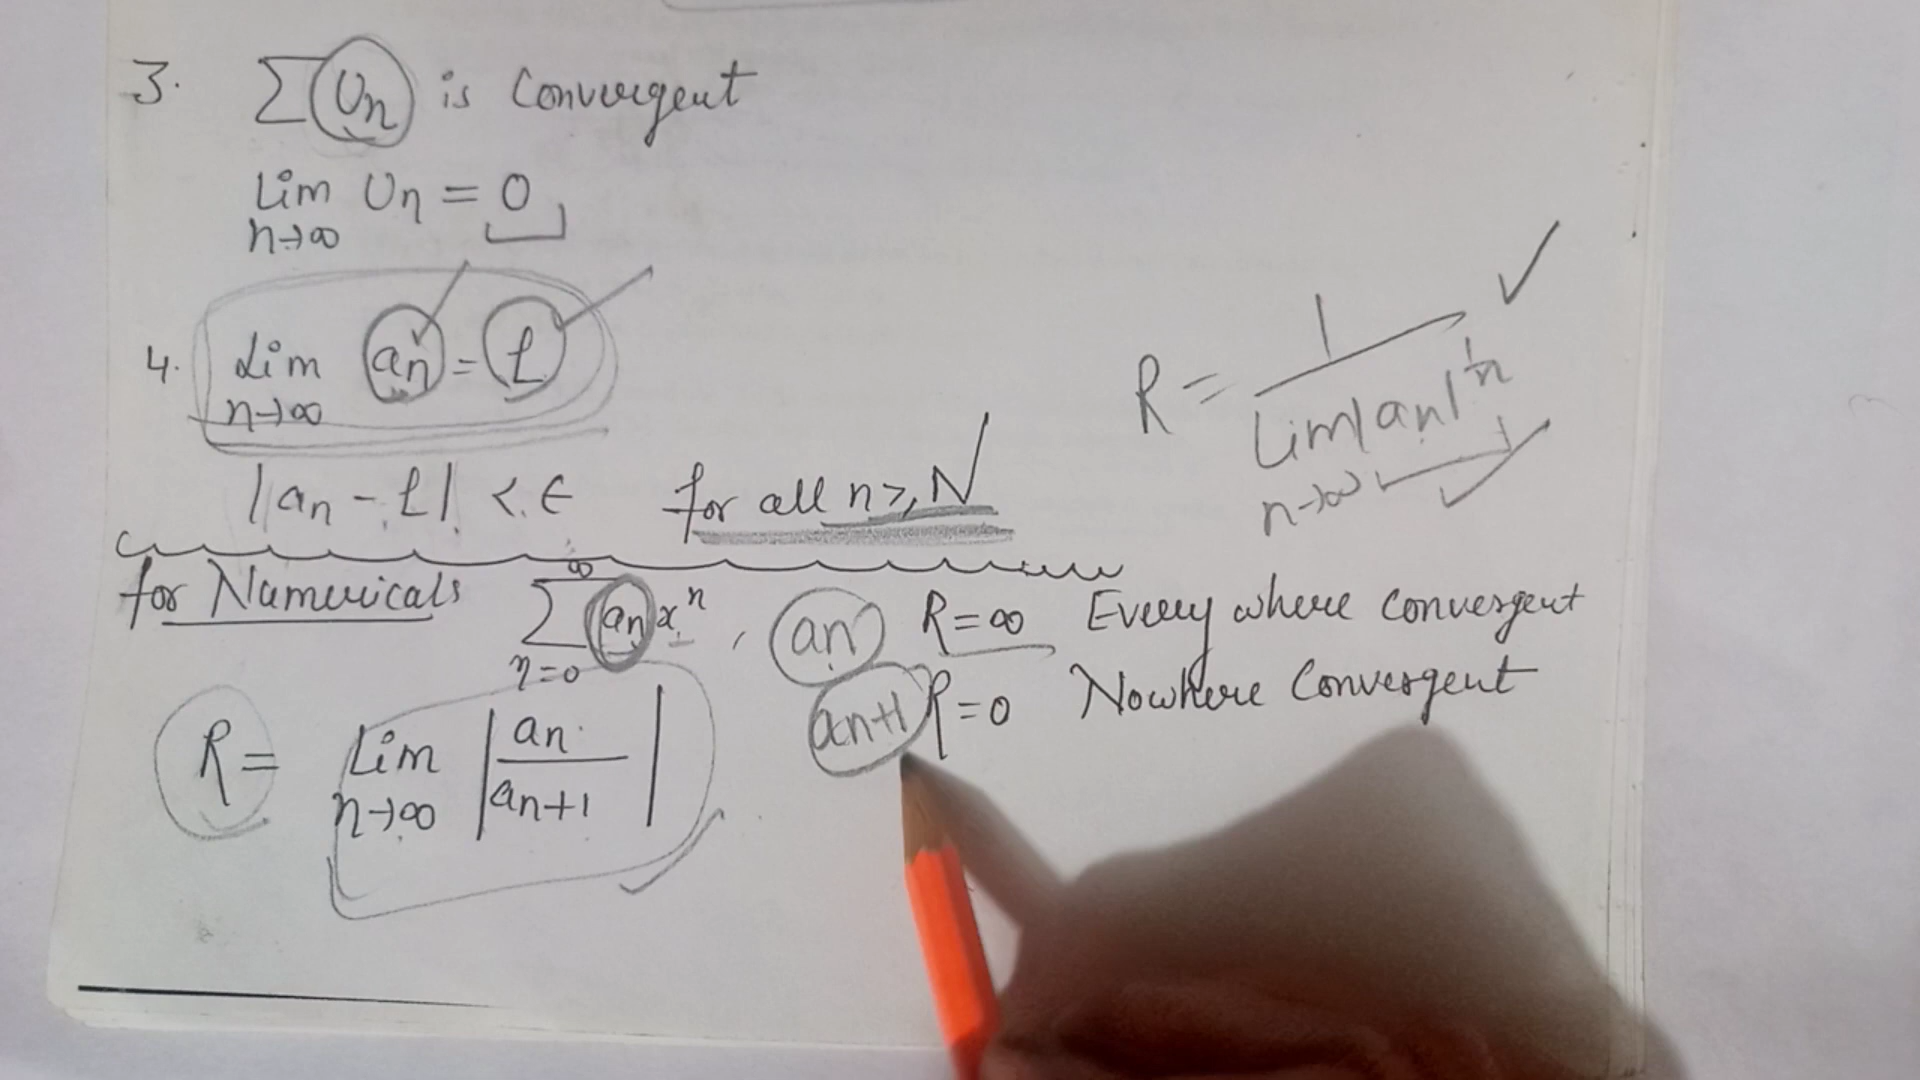 3. Σ Un is Convergent
Lim n→∞ Un = 0
4. Lim n→∞ an = l
|an - l| < ϵ for all n ≥, N
R = 1 / Lim n→∞ |an|^1/n
for Numericals ∞ Σ n=0 an x^n , an R=∞ Every where Convergent
an+1 R=0 Nowhere Convergent
R = Lim n→∞ | an / an+1 |